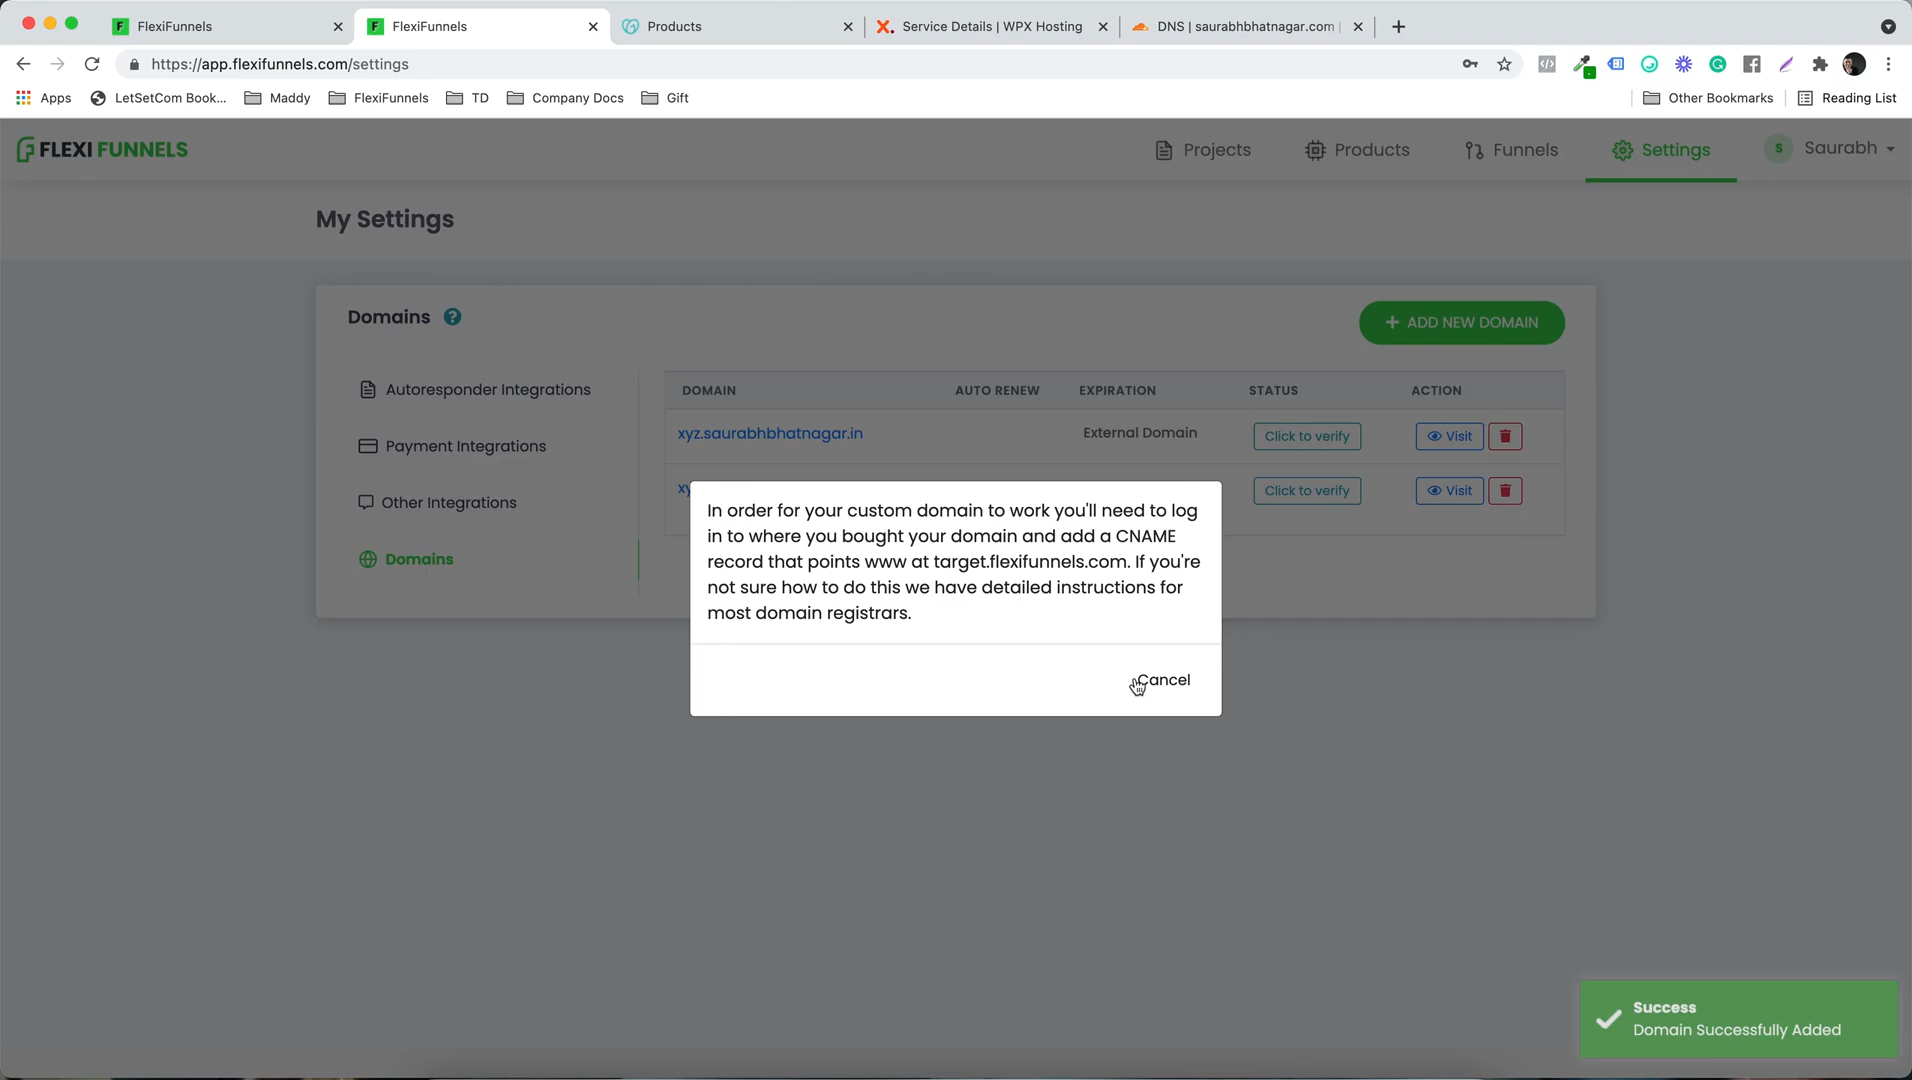 FlexiFunnels
FlexiFunnels
Products
Service Details | WPX Hosting
DNS | saurabhbhatnagar.com |
https://app.flexifunnels.com/settings
Apps
LetSetCom Book...
Maddy
FlexiFunnels
TD
Company Docs
Gift
Other Bookmarks
Reading List
FLEXI FUNNELS
Projects
Products
Funnels
Settings
S
Saurabh
My Settings
Domains ?
+ ADD NEW DOMAIN
Autoresponder Integrations
Payment Integrations
Other Integrations
Domains
DOMAIN AUTO RENEW EXPIRATION STATUS ACTION
xyz.saurabhbhatnagar.in External Domain Click to verify Visit
xy Click to verify Visit
In order for your custom domain to work you'll need to log
in to where you bought your domain and add a CNAME
record that points www at target.flexifunnels.com. If you're
not sure how to do this we have detailed instructions for
most domain registrars.
Cancel
Success
Domain Successfully Added